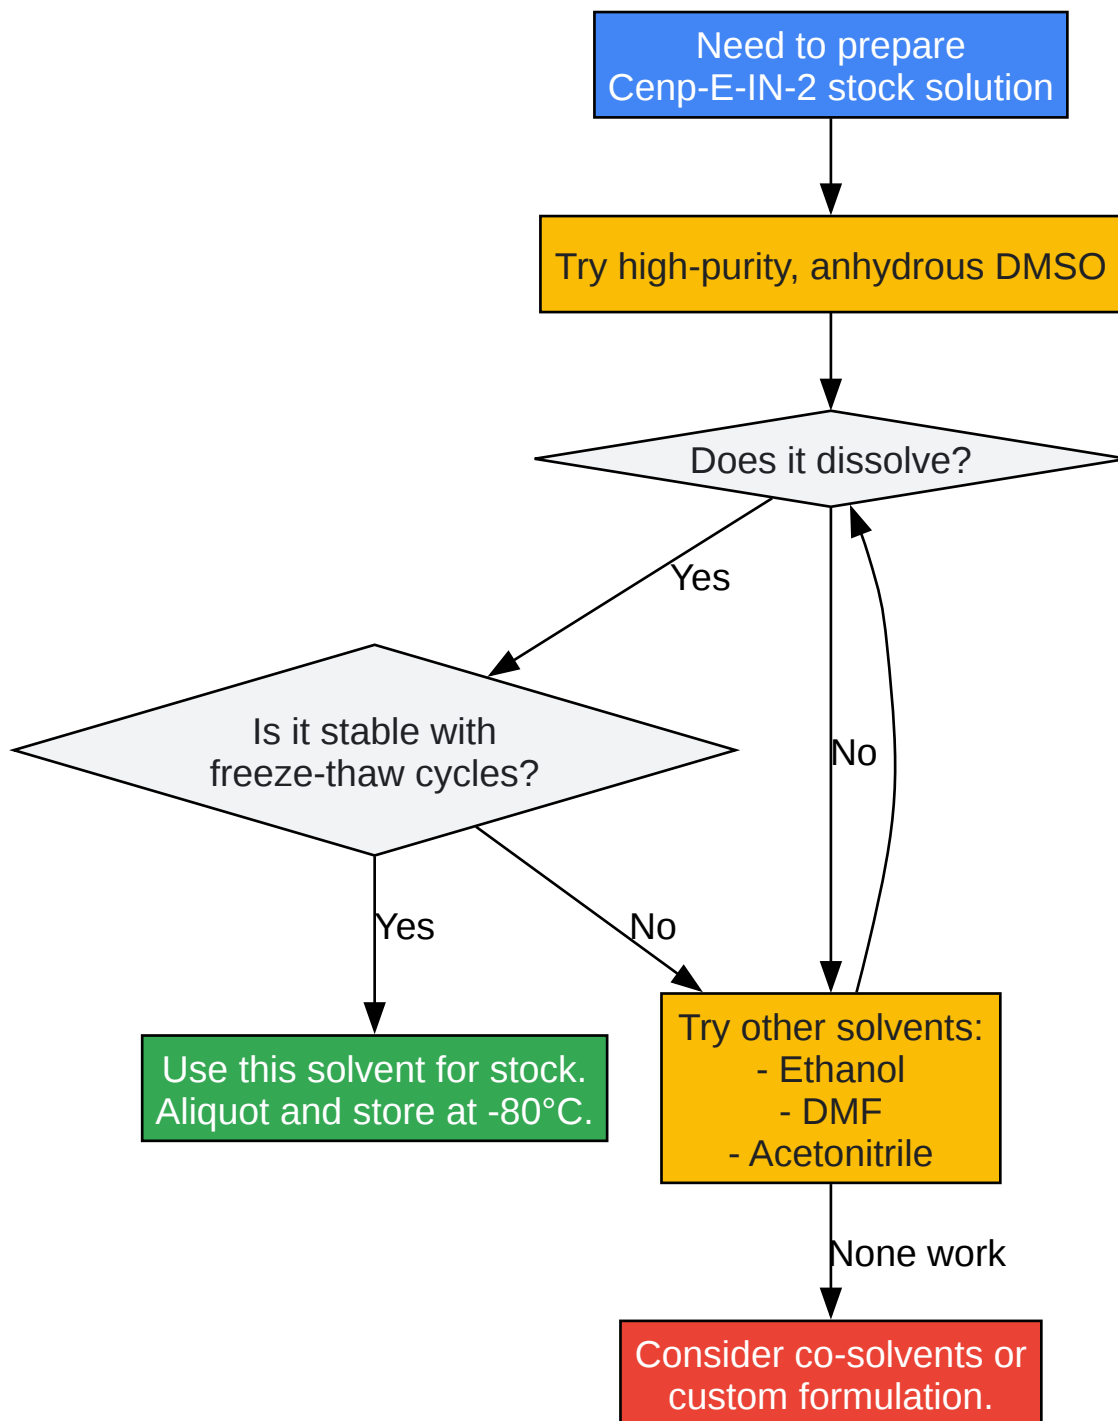 Need to prepare
Cenp-E-IN-2 stock solution
Try high-purity, anhydrous DMSO
Does it dissolve?
Yes
Is it stable with
freeze-thaw cycles?
No
Yes
No
Use this solvent for stock.
Aliquot and store at -80°C.
Try other solvents:
- Ethanol
- DMF
- Acetonitrile
None work
Consider co-solvents or
custom formulation.